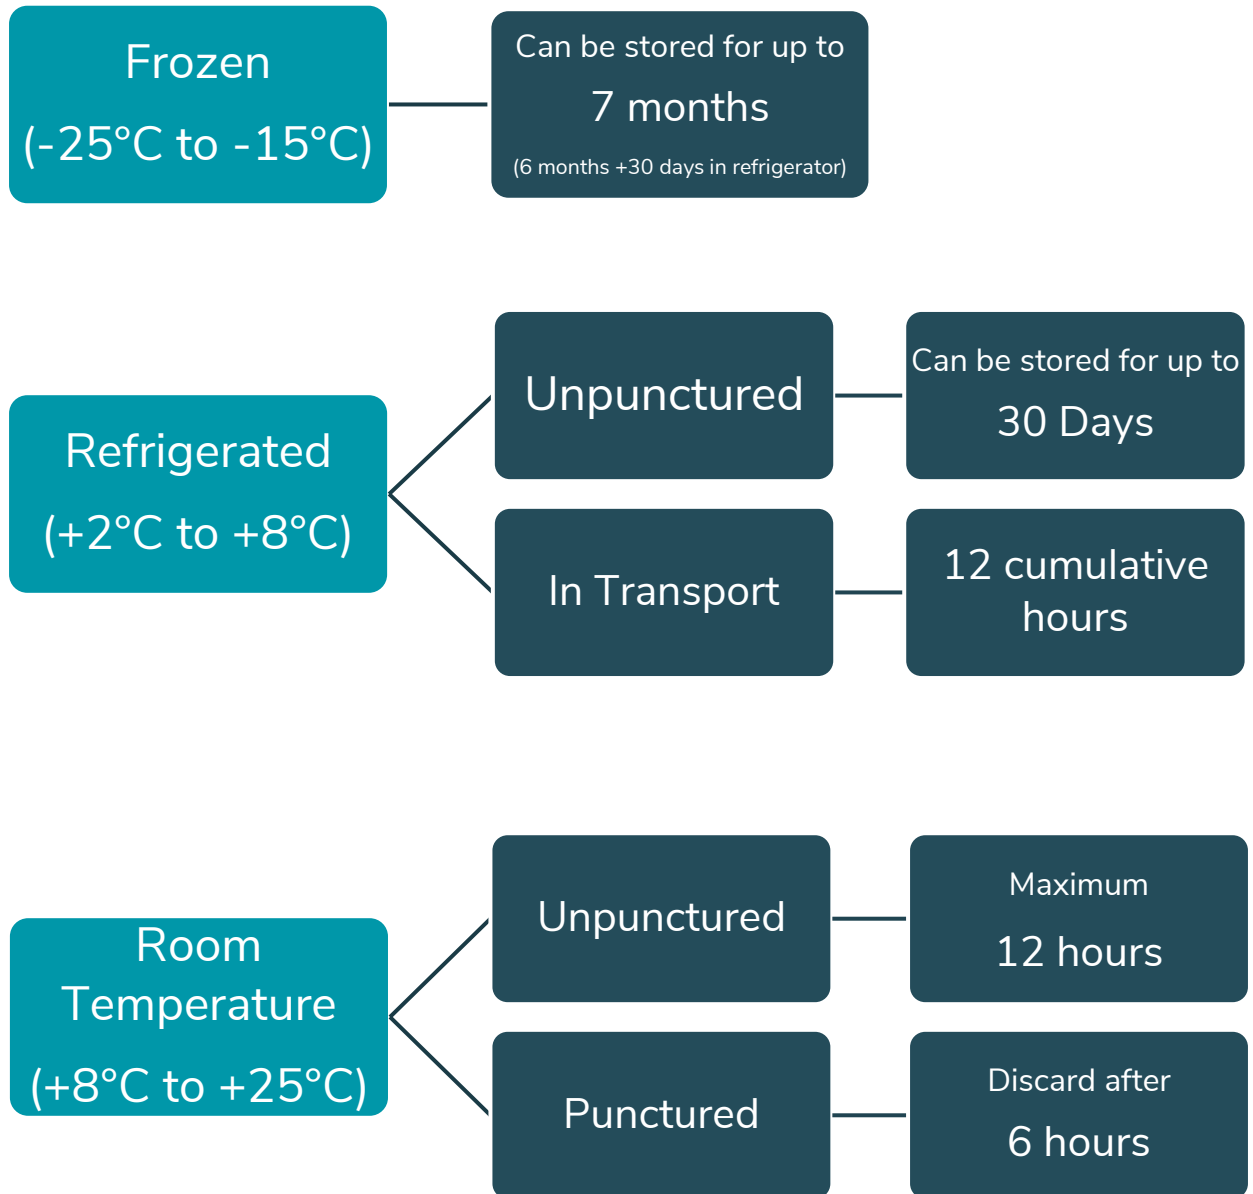 Frozen
(-25°C to -15°C)
Can be stored for up to
7 months
(6 months +30 days in refrigerator)
Refrigerated
(+2°C to +8°C)
Unpunctured
Can be stored for up to
30 Days
In Transport
12 cumulative
hours
Room
Temperature
(+8°C to +25°C)
Unpunctured
Maximum
12 hours
Punctured
Discard after
6 hours